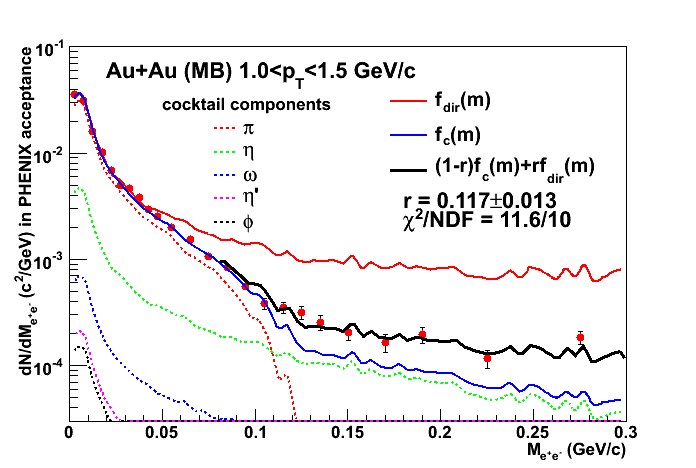 Au+Au (MB) 1.0<p_T<1.5 GeV/c
cocktail components
π
η
ω
η'
ϕ
f_dir(m)
f_c(m)
(1-r)f_c(m)+rf_dir(m)
r = 0.117±0.013
χ²/NDF = 11.6/10
dN/dM_e⁺e⁻ (c²/GeV) in PHENIX acceptance
10⁻¹
10⁻²
10⁻³
10⁻⁴
0 0.05 0.1 0.15 0.2 0.25 0.3
M_e⁺e⁻ (GeV/c)